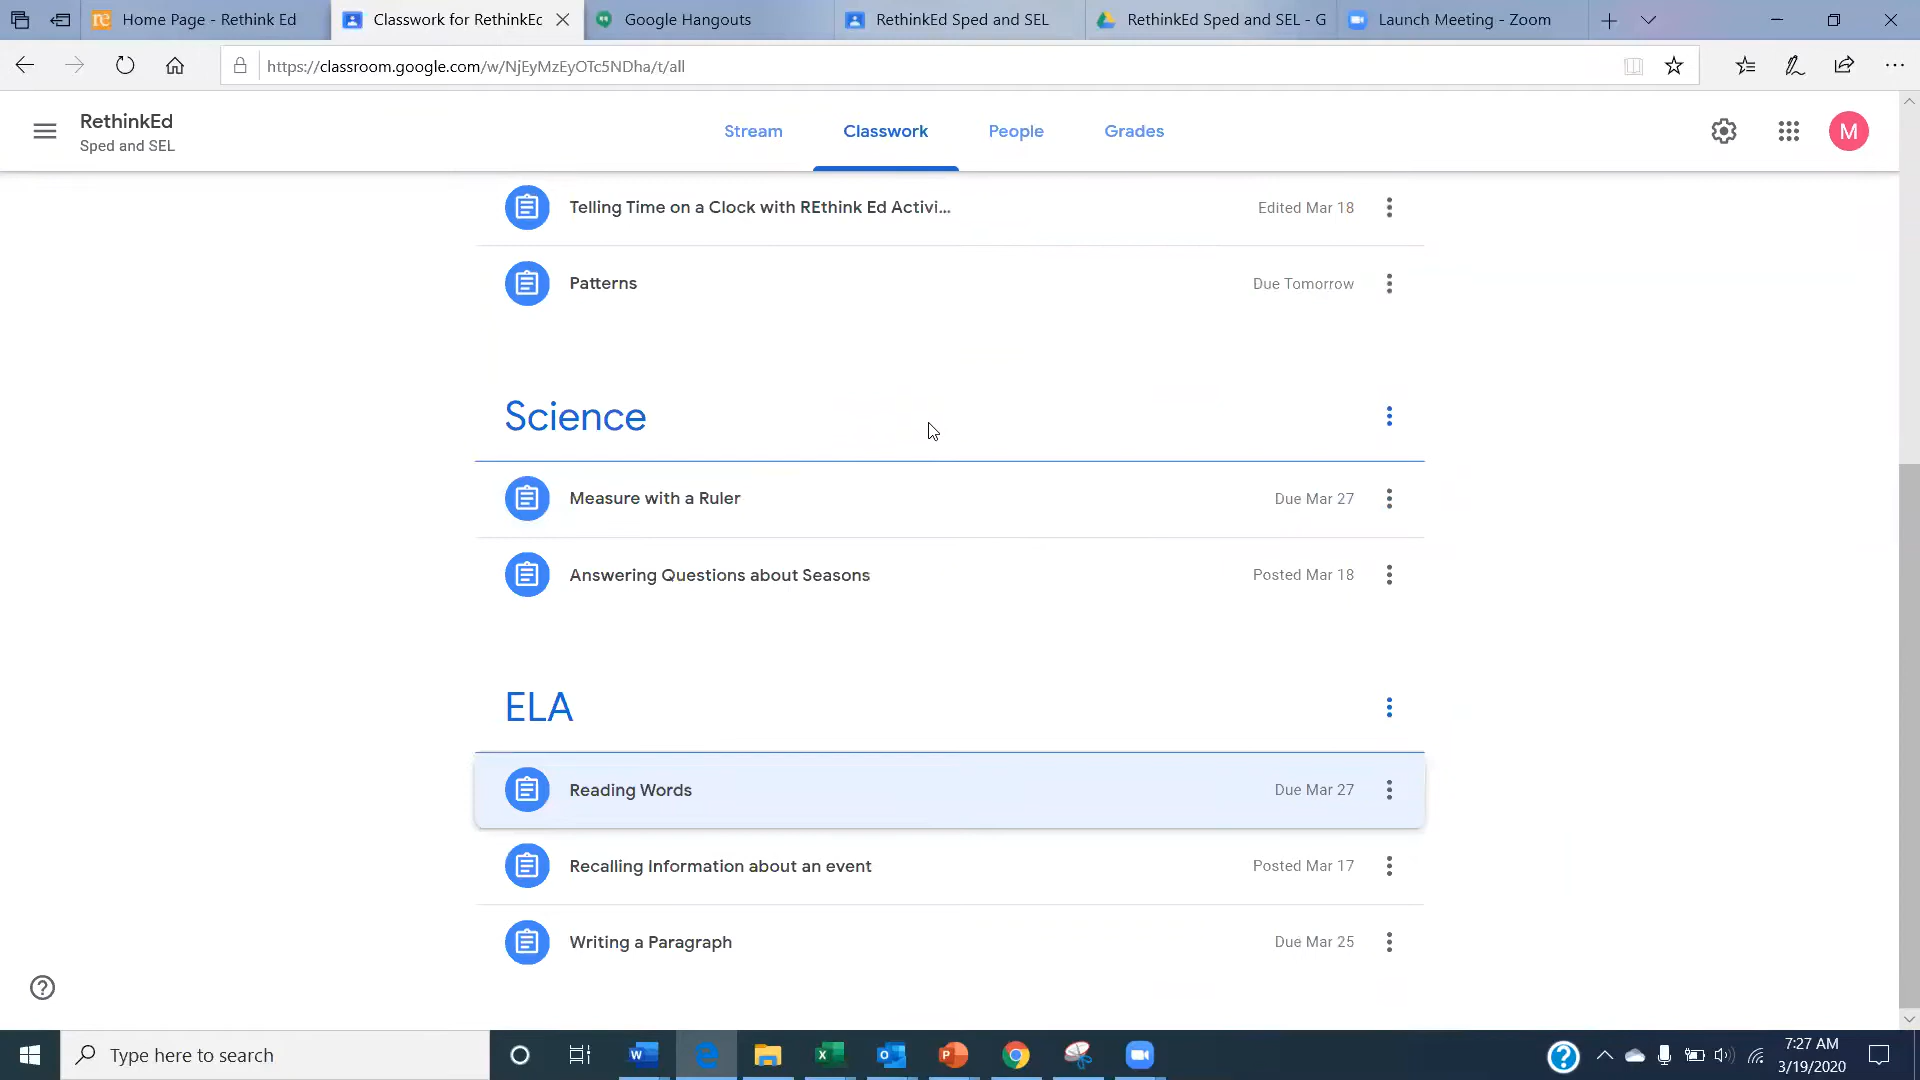 Home Page - Rethink Ed
Classwork for RethinkEd
Google Hangouts
RethinkEd Sped and SEL
RethinkEd Sped and SEL - G
Launch Meeting - Zoom
https://classroom.google.com/w/NjEyMzEyOTc5NDha/t/all
RethinkEd
Sped and SEL
Stream
Classwork
People
Grades
M
Telling Time on a Clock with REthink Ed Activi...
Edited Mar 18
Patterns
Due Tomorrow
Science
Measure with a Ruler
Due Mar 27
Answering Questions about Seasons
Posted Mar 18
ELA
Reading Words
Due Mar 27
Recalling Information about an event
Posted Mar 17
Writing a Paragraph
Due Mar 25
Type here to search
7:27 AM
3/19/2020